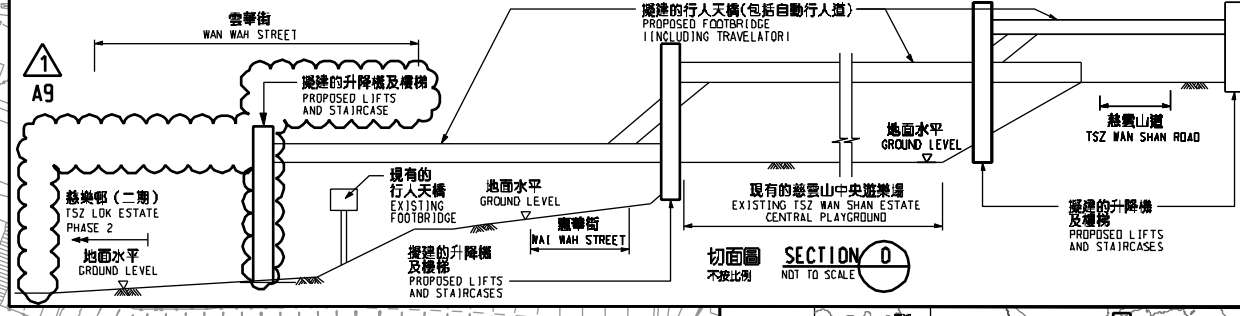 雲華街
WAN WAH STREET
1
A9
擬建的升降機及樓梯
PROPOSED LIFTS
AND STAIRCASE
慈樂邨（二期）
TSZ LOK ESTATE
PHASE 2
地面水平
GROUND LEVEL
現有的
行人天橋
EXISTING
FOOTBRIDGE
地面水平
GROUND LEVEL
WAI WAH STREET
擬建的升降機
及樓梯
PROPOSED LIFTS
AND STAIRCASES
擬建的行人天橋(包括自動行人道)
PROPOSED FOOTBRIDGE
(INCLUDING TRAVELATOR)
地面水平
GROUND LEVEL
現有的慈雲山中央遊樂場
EXISTING TSZ WAN SHAN ESTATE
CENTRAL PLAYGROUND
慈雲山道
TSZ WAN SHAN ROAD
擬建的升降機
及樓梯
PROPOSED LIFTS
AND STAIRCASES
切面圖 SECTION D
不按比例 NOT TO SCALE